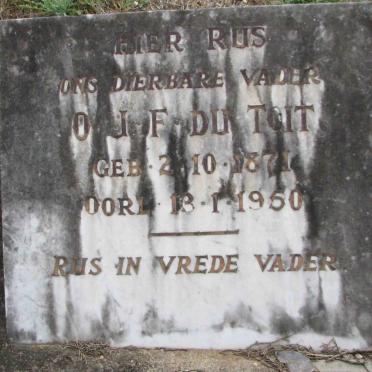 HIER RUS
ONS DIERBARE VADER
O. J. F. DU TOIT
GEB. 2.10.1871
OORL. 13.1.1950
RUS IN VREDE VADER